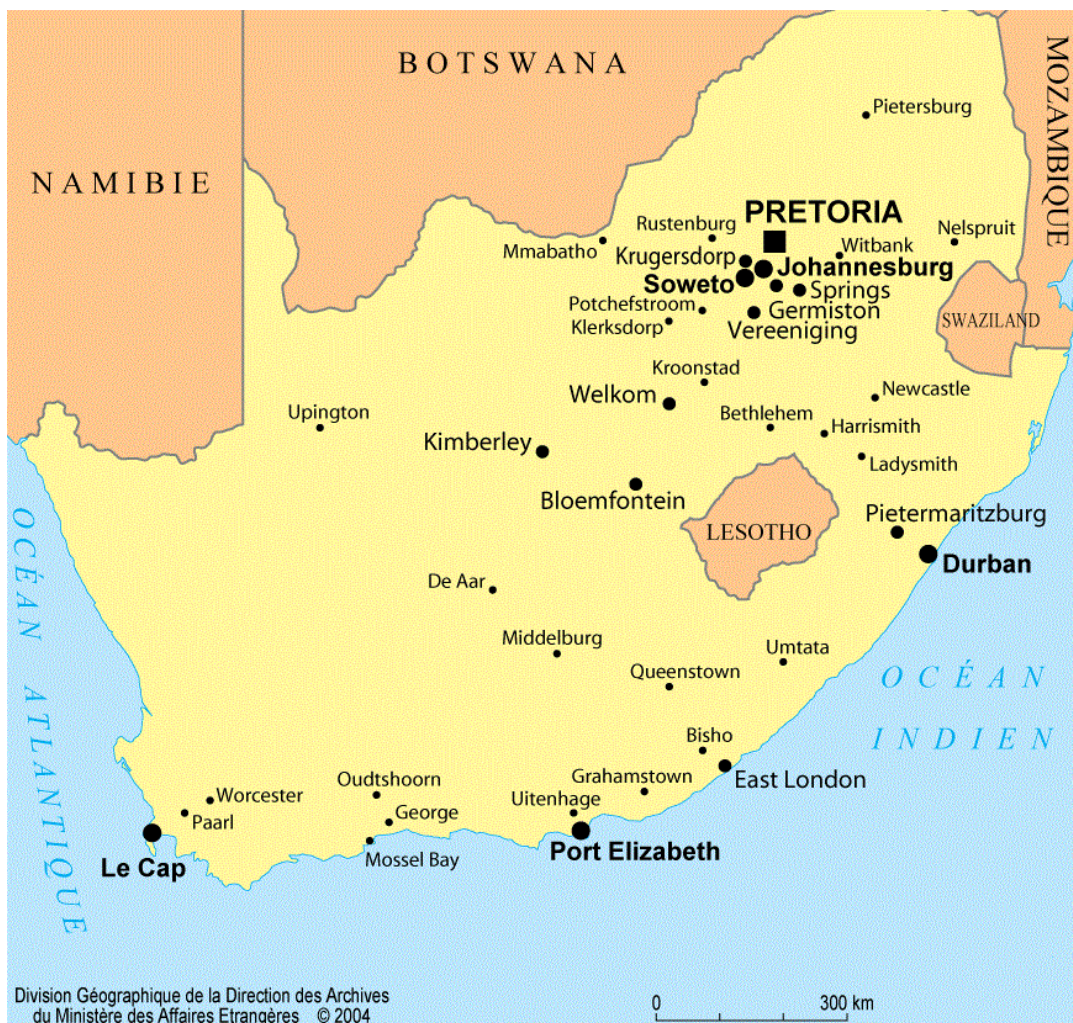 BOTSWANA
MOZAMBIQUE
NAMIBIE
Pietersburg
PRETORIA
Rustenburg
Nelspruit
Mmabatho
Witbank
Krugersdorp
Johannesburg
Soweto
Springs
Potchefstroom
Germiston
Klerksdorp
SWAZILAND
Vereeniging
Kroonstad
Welkom
Newcastle
Upington
Bethlehem
Harrismith
Kimberley
Ladysmith
Bloemfontein
Pietermaritzburg
LESOTHO
Durban
OCÉAN
ATLANTIQUE
De Aar
Middelburg
Umtata
Queenstown
OCÉAN
INDIEN
Bisho
East London
Grahamstown
Oudtshoorn
Uitenhage
Worcester
George
Paarl
Mossel Bay
Port Elizabeth
Le Cap
Division Géographique de la Direction des Archives
du Ministère des Affaires Etrangères © 2004
0 300 km